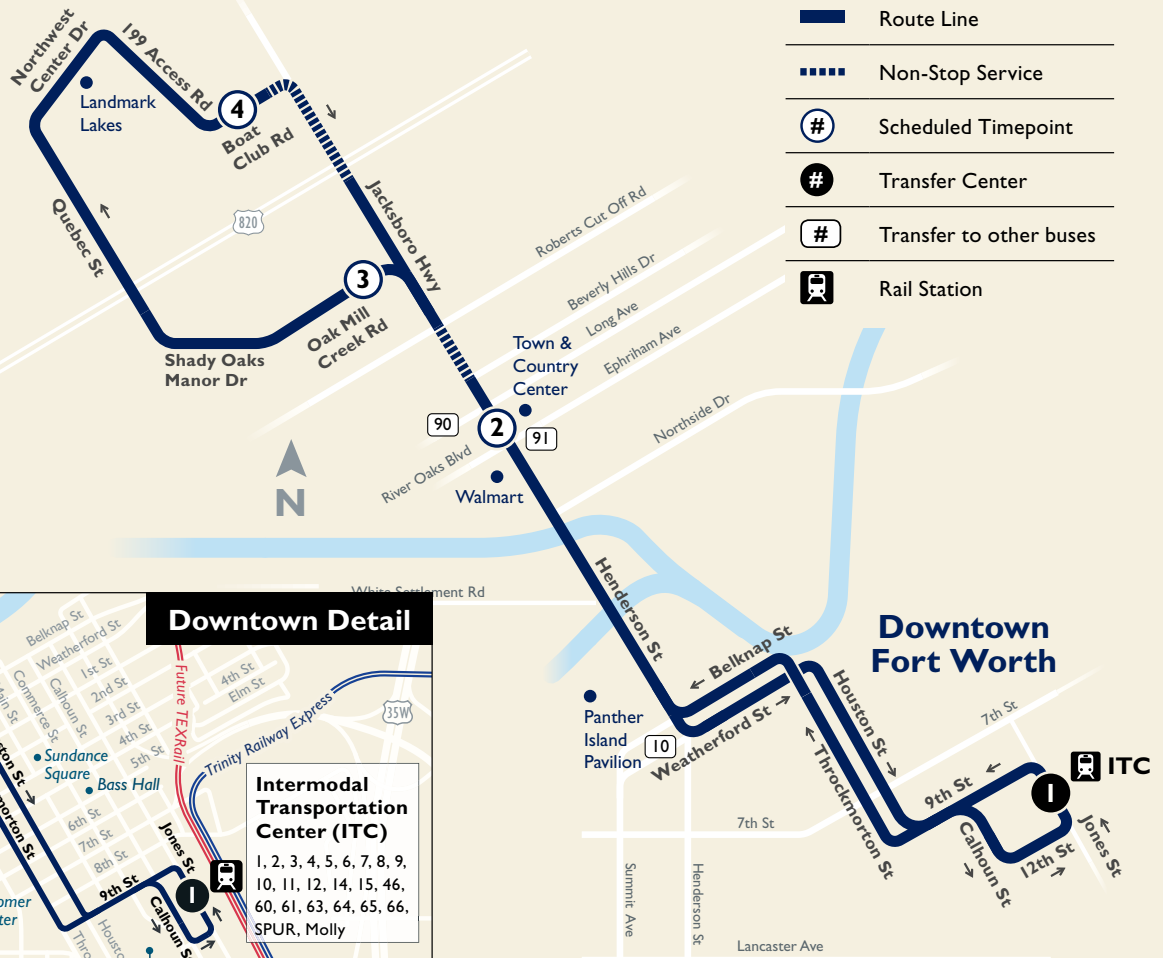 Route Line
Non-Stop Service
# Scheduled Timepoint
# Transfer Center
# Transfer to other buses
Rail Station
Northwest
Center Dr
199 Access Rd
Landmark
Lakes
4
Boat
Club Rd
Quebec St
820
Jacksboro Hwy
3
Oak Mill
Creek Rd
Shady Oaks
Manor Dr
Roberts Cut Off Rd
Beverly Hills Dr
Long Ave
Ephriham Ave
Town &
Country
Center
90
2
91
River Oaks Blvd
Walmart
Northside Dr
N
White Settlement Rd
Henderson St
Downtown
Fort Worth
Belknap St
Houston St
Panther
Island
Pavilion
10
Weatherford St
Throckmorton St
7th St
9th St
ITC
1
Jones St
Calhoun St
12th St
7th St
Summit Ave
Henderson St
Lancaster Ave
Downtown Detail
Belknap St
Weatherford St
1st St
2nd St
3rd St
4th St
5th St
Main St
Commerce St
Calhoun St
4th St
Elm St
Future TEXRail
Trinity Railway Express
35W
Sundance
Square
Bass Hall
6th St
7th St
8th St
Jones St
9th St
1
Calhoun St
Intermodal
Transportation
Center (ITC)
1, 2, 3, 4, 5, 6, 7, 8, 9,
10, 11, 12, 14, 15, 46,
60, 61, 63, 64, 65, 66,
SPUR, Molly